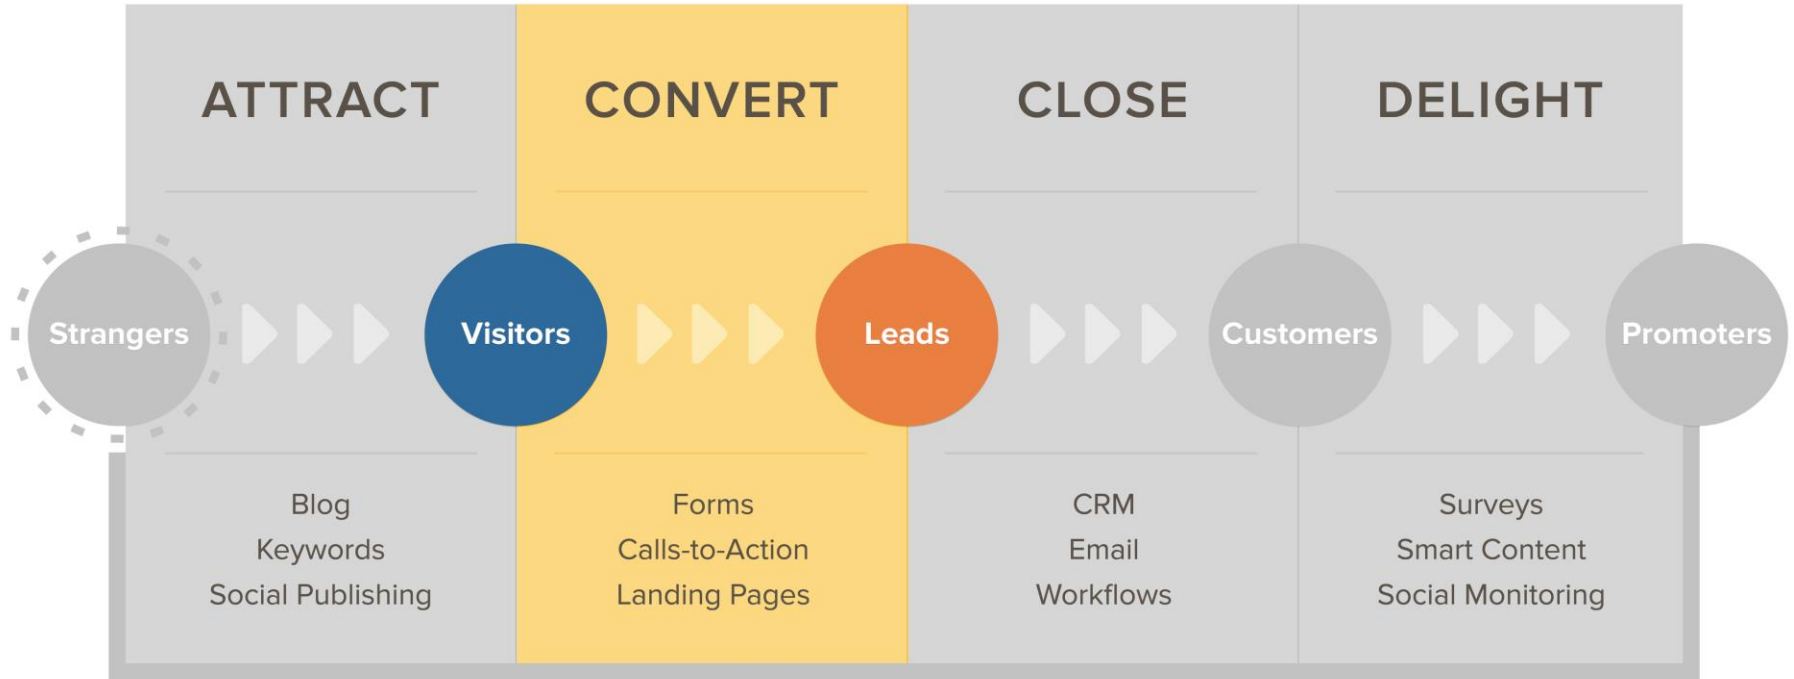 ATTRACT
CONVERT
CLOSE
DELIGHT
Strangers
Visitors
Leads
Customers
Promoters
Blog
Keywords
Social Publishing
Forms
Calls-to-Action
Landing Pages
CRM
Email
Workflows
Surveys
Smart Content
Social Monitoring